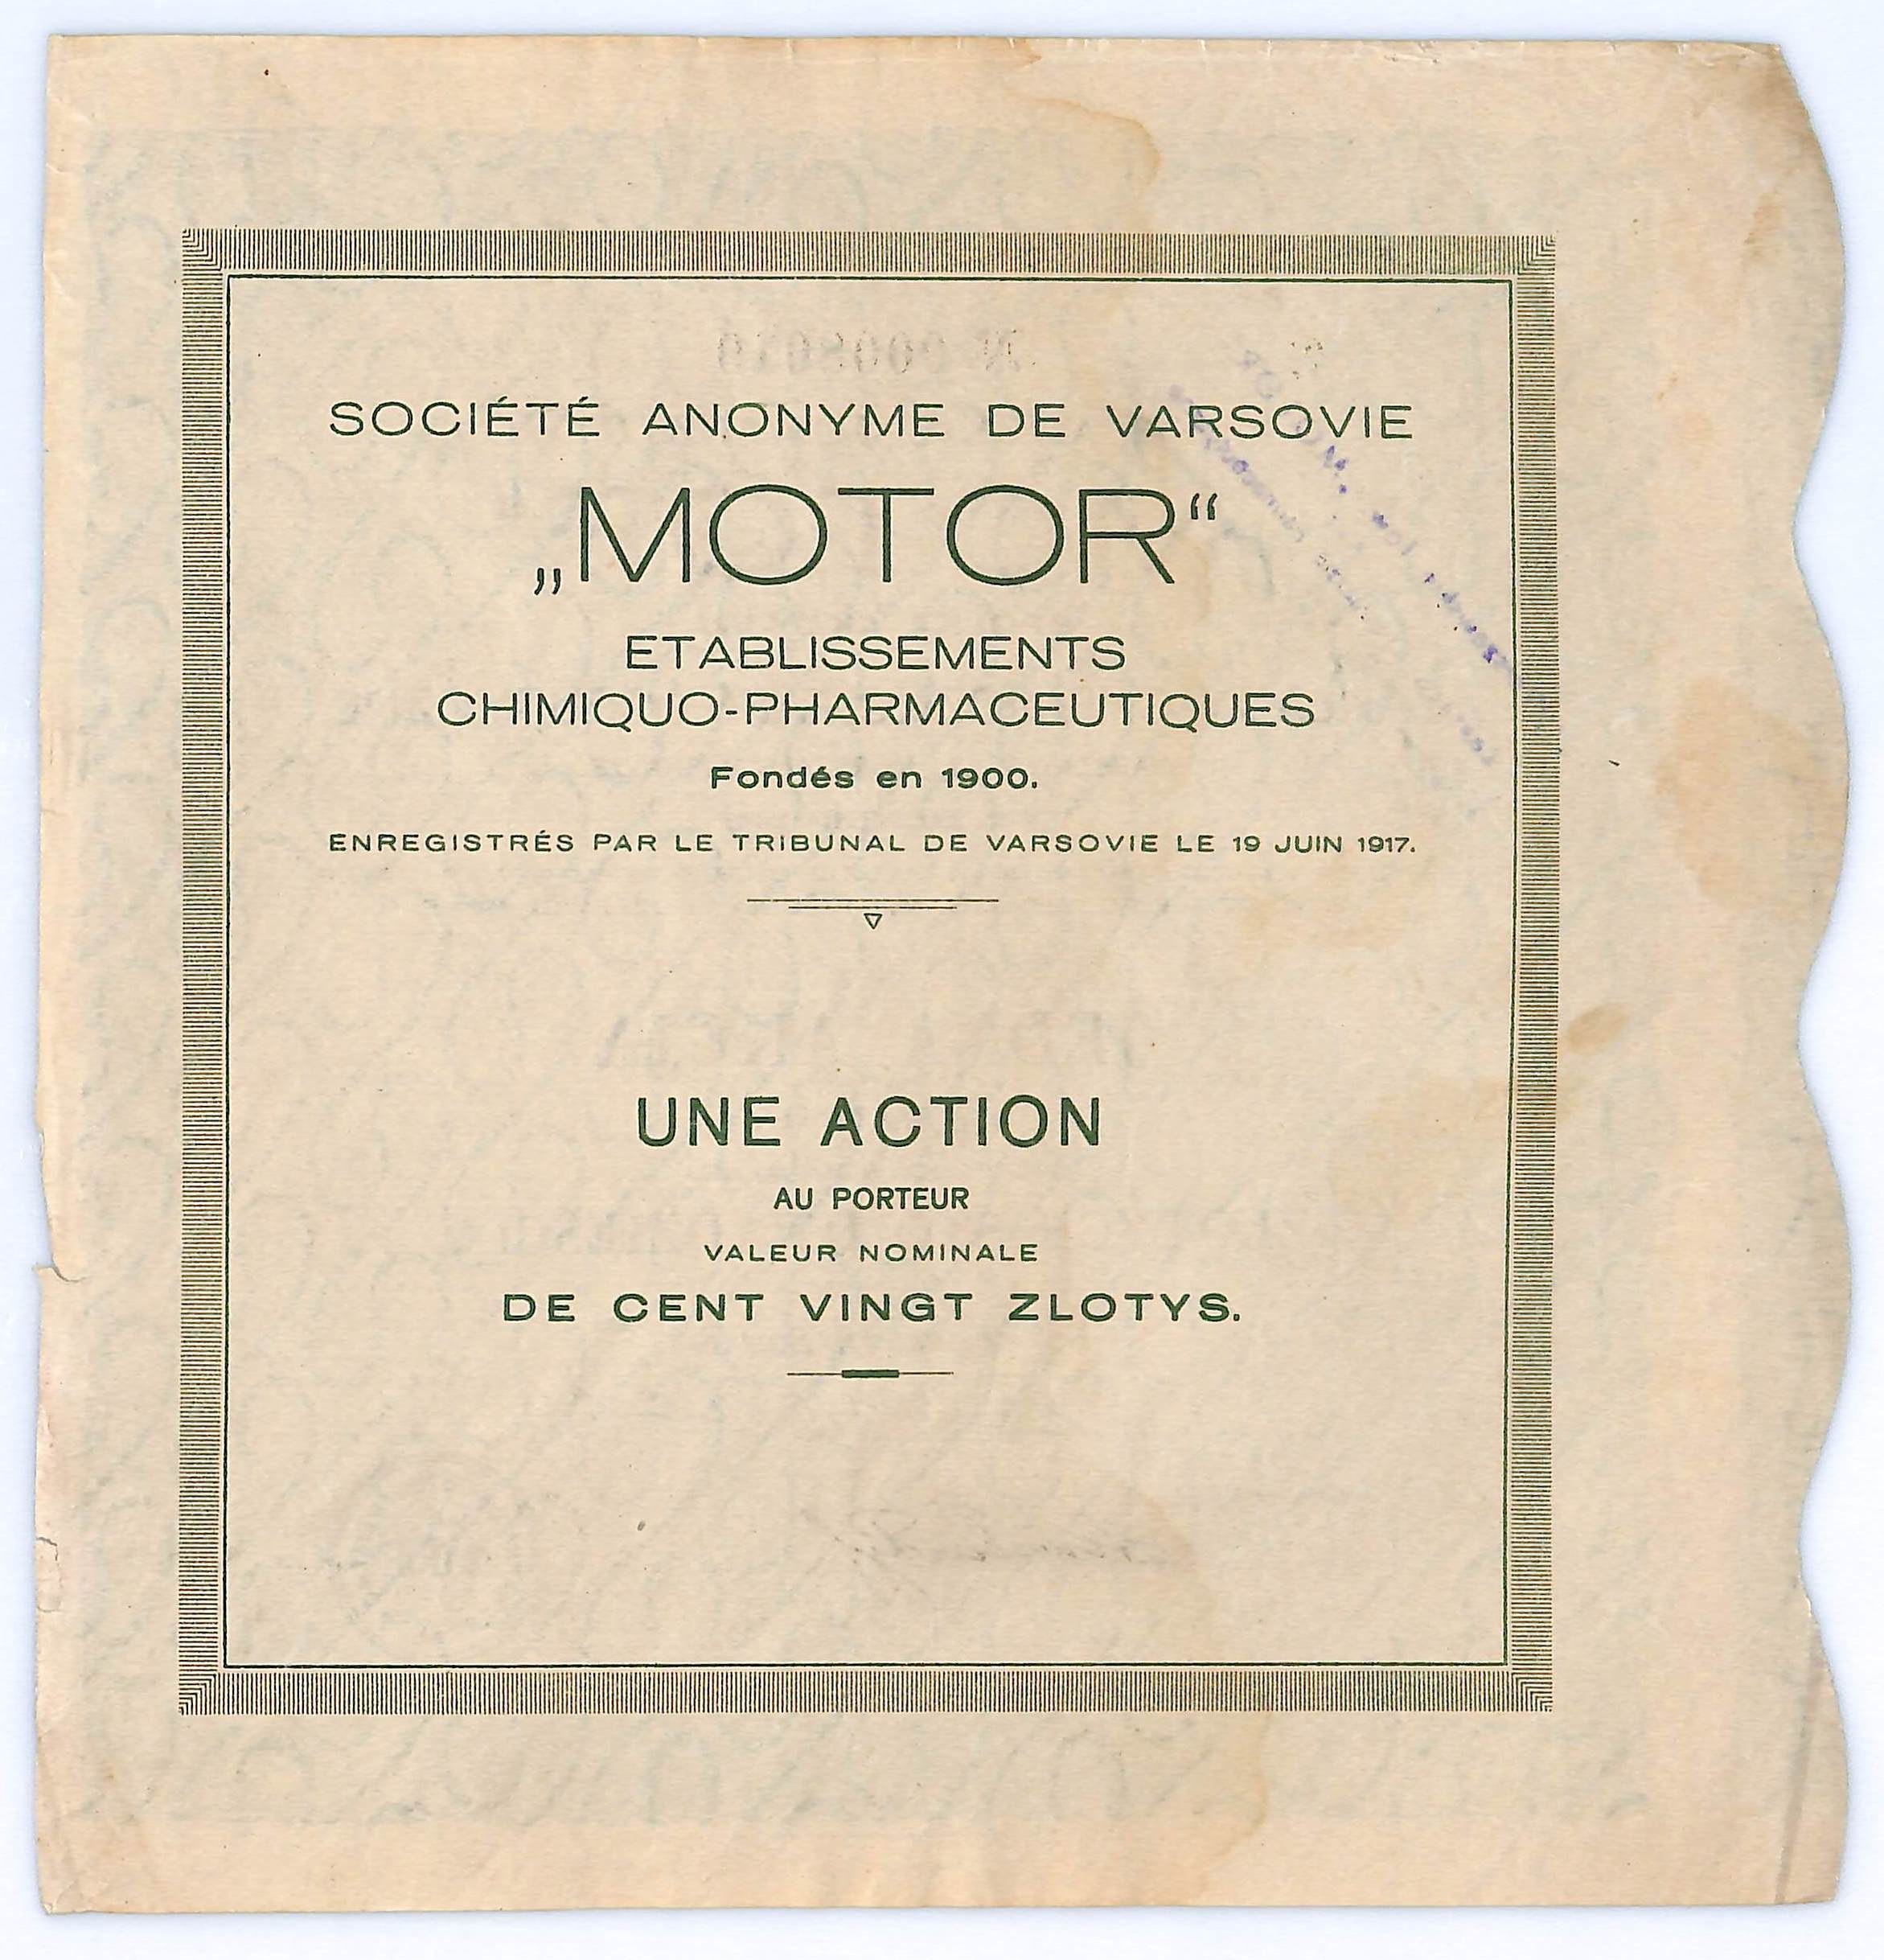 SOCIÉTÉ ANONYME DE VARSOVIE
„MOTOR“
ETABLISSEMENTS
CHIMIQUO-PHARMACEUTIQUES
Fondés en 1900.
ENREGISTRÉS PAR LE TRIBUNAL DE VARSOVIE LE 19 JUIN 1917.
UNE ACTION
AU PORTEUR
VALEUR NOMINALE
DE CENT VINGT ZLOTYS.